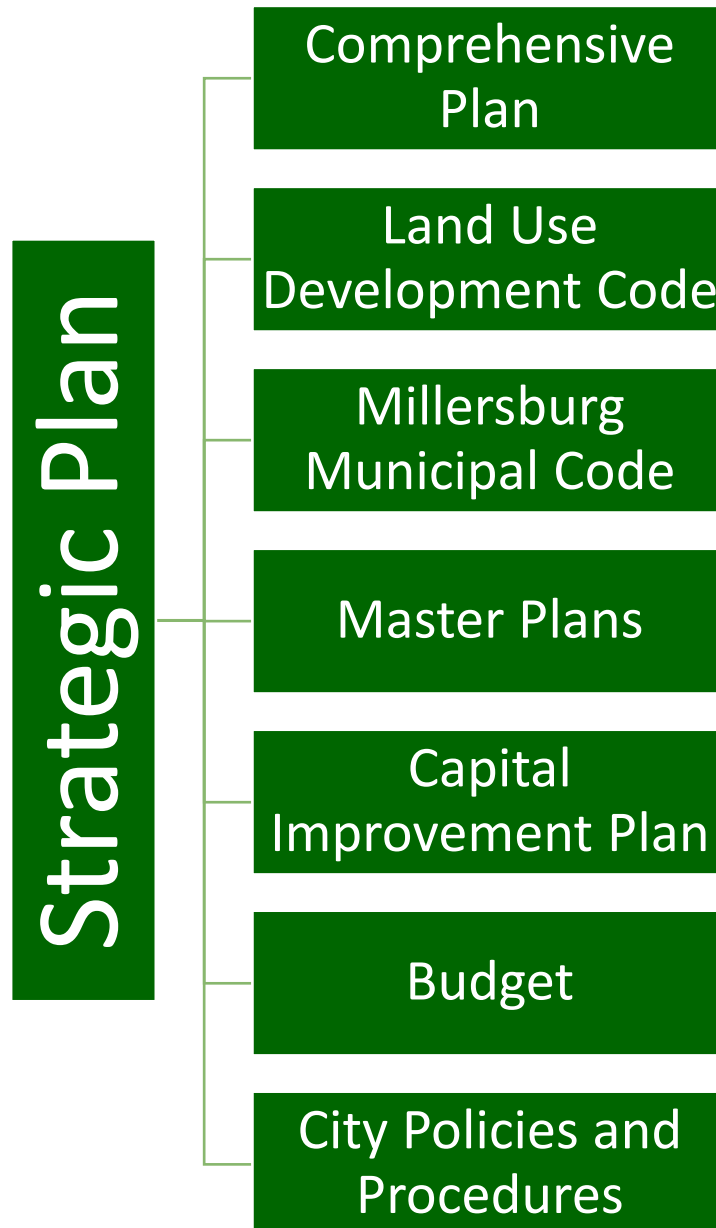 Strategic Plan
Comprehensive
Plan
Land Use
Development Code
Millersburg
Municipal Code
Master Plans
Capital
Improvement Plan
Budget
City Policies and
Procedures